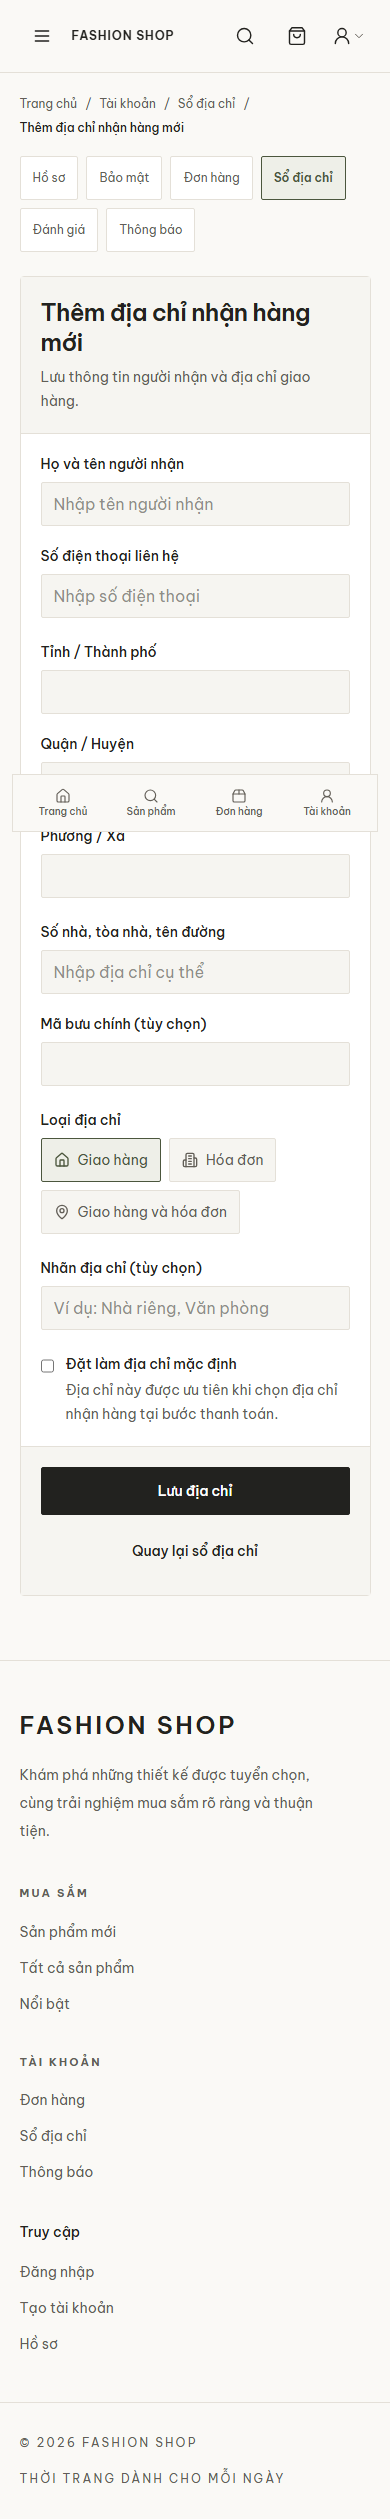 FASHION SHOP
Trang chủ / Tài khoản / Sổ địa chỉ /
Thêm địa chỉ nhận hàng mới
Hồ sơ Bảo mật Đơn hàng Sổ địa chỉ
Đánh giá Thông báo
Thêm địa chỉ nhận hàng
mới
Lưu thông tin người nhận và địa chỉ giao
hàng.
Họ và tên người nhận
Nhập tên người nhận
Số điện thoại liên hệ
Nhập số điện thoại
Tỉnh / Thành phố
Quận / Huyện
Trang chủ Sản phẩm Đơn hàng Tài khoản
Phường / Xã
Số nhà, tòa nhà, tên đường
Nhập địa chỉ cụ thể
Mã bưu chính (tùy chọn)
Loại địa chỉ
Giao hàng Hóa đơn
Giao hàng và hóa đơn
Nhãn địa chỉ (tùy chọn)
Ví dụ: Nhà riêng, Văn phòng
Đặt làm địa chỉ mặc định
Địa chỉ này được ưu tiên khi chọn địa chỉ
nhận hàng tại bước thanh toán.
Lưu địa chỉ
Quay lại sổ địa chỉ
FASHION SHOP
Khám phá những thiết kế được tuyển chọn,
cùng trải nghiệm mua sắm rõ ràng và thuận
tiện.
MUA SẮM
Sản phẩm mới
Tất cả sản phẩm
Nổi bật
TÀI KHOẢN
Đơn hàng
Sổ địa chỉ
Thông báo
Truy cập
Đăng nhập
Tạo tài khoản
Hồ sơ
© 2026 FASHION SHOP
THỜI TRANG DÀNH CHO MỖI NGÀY